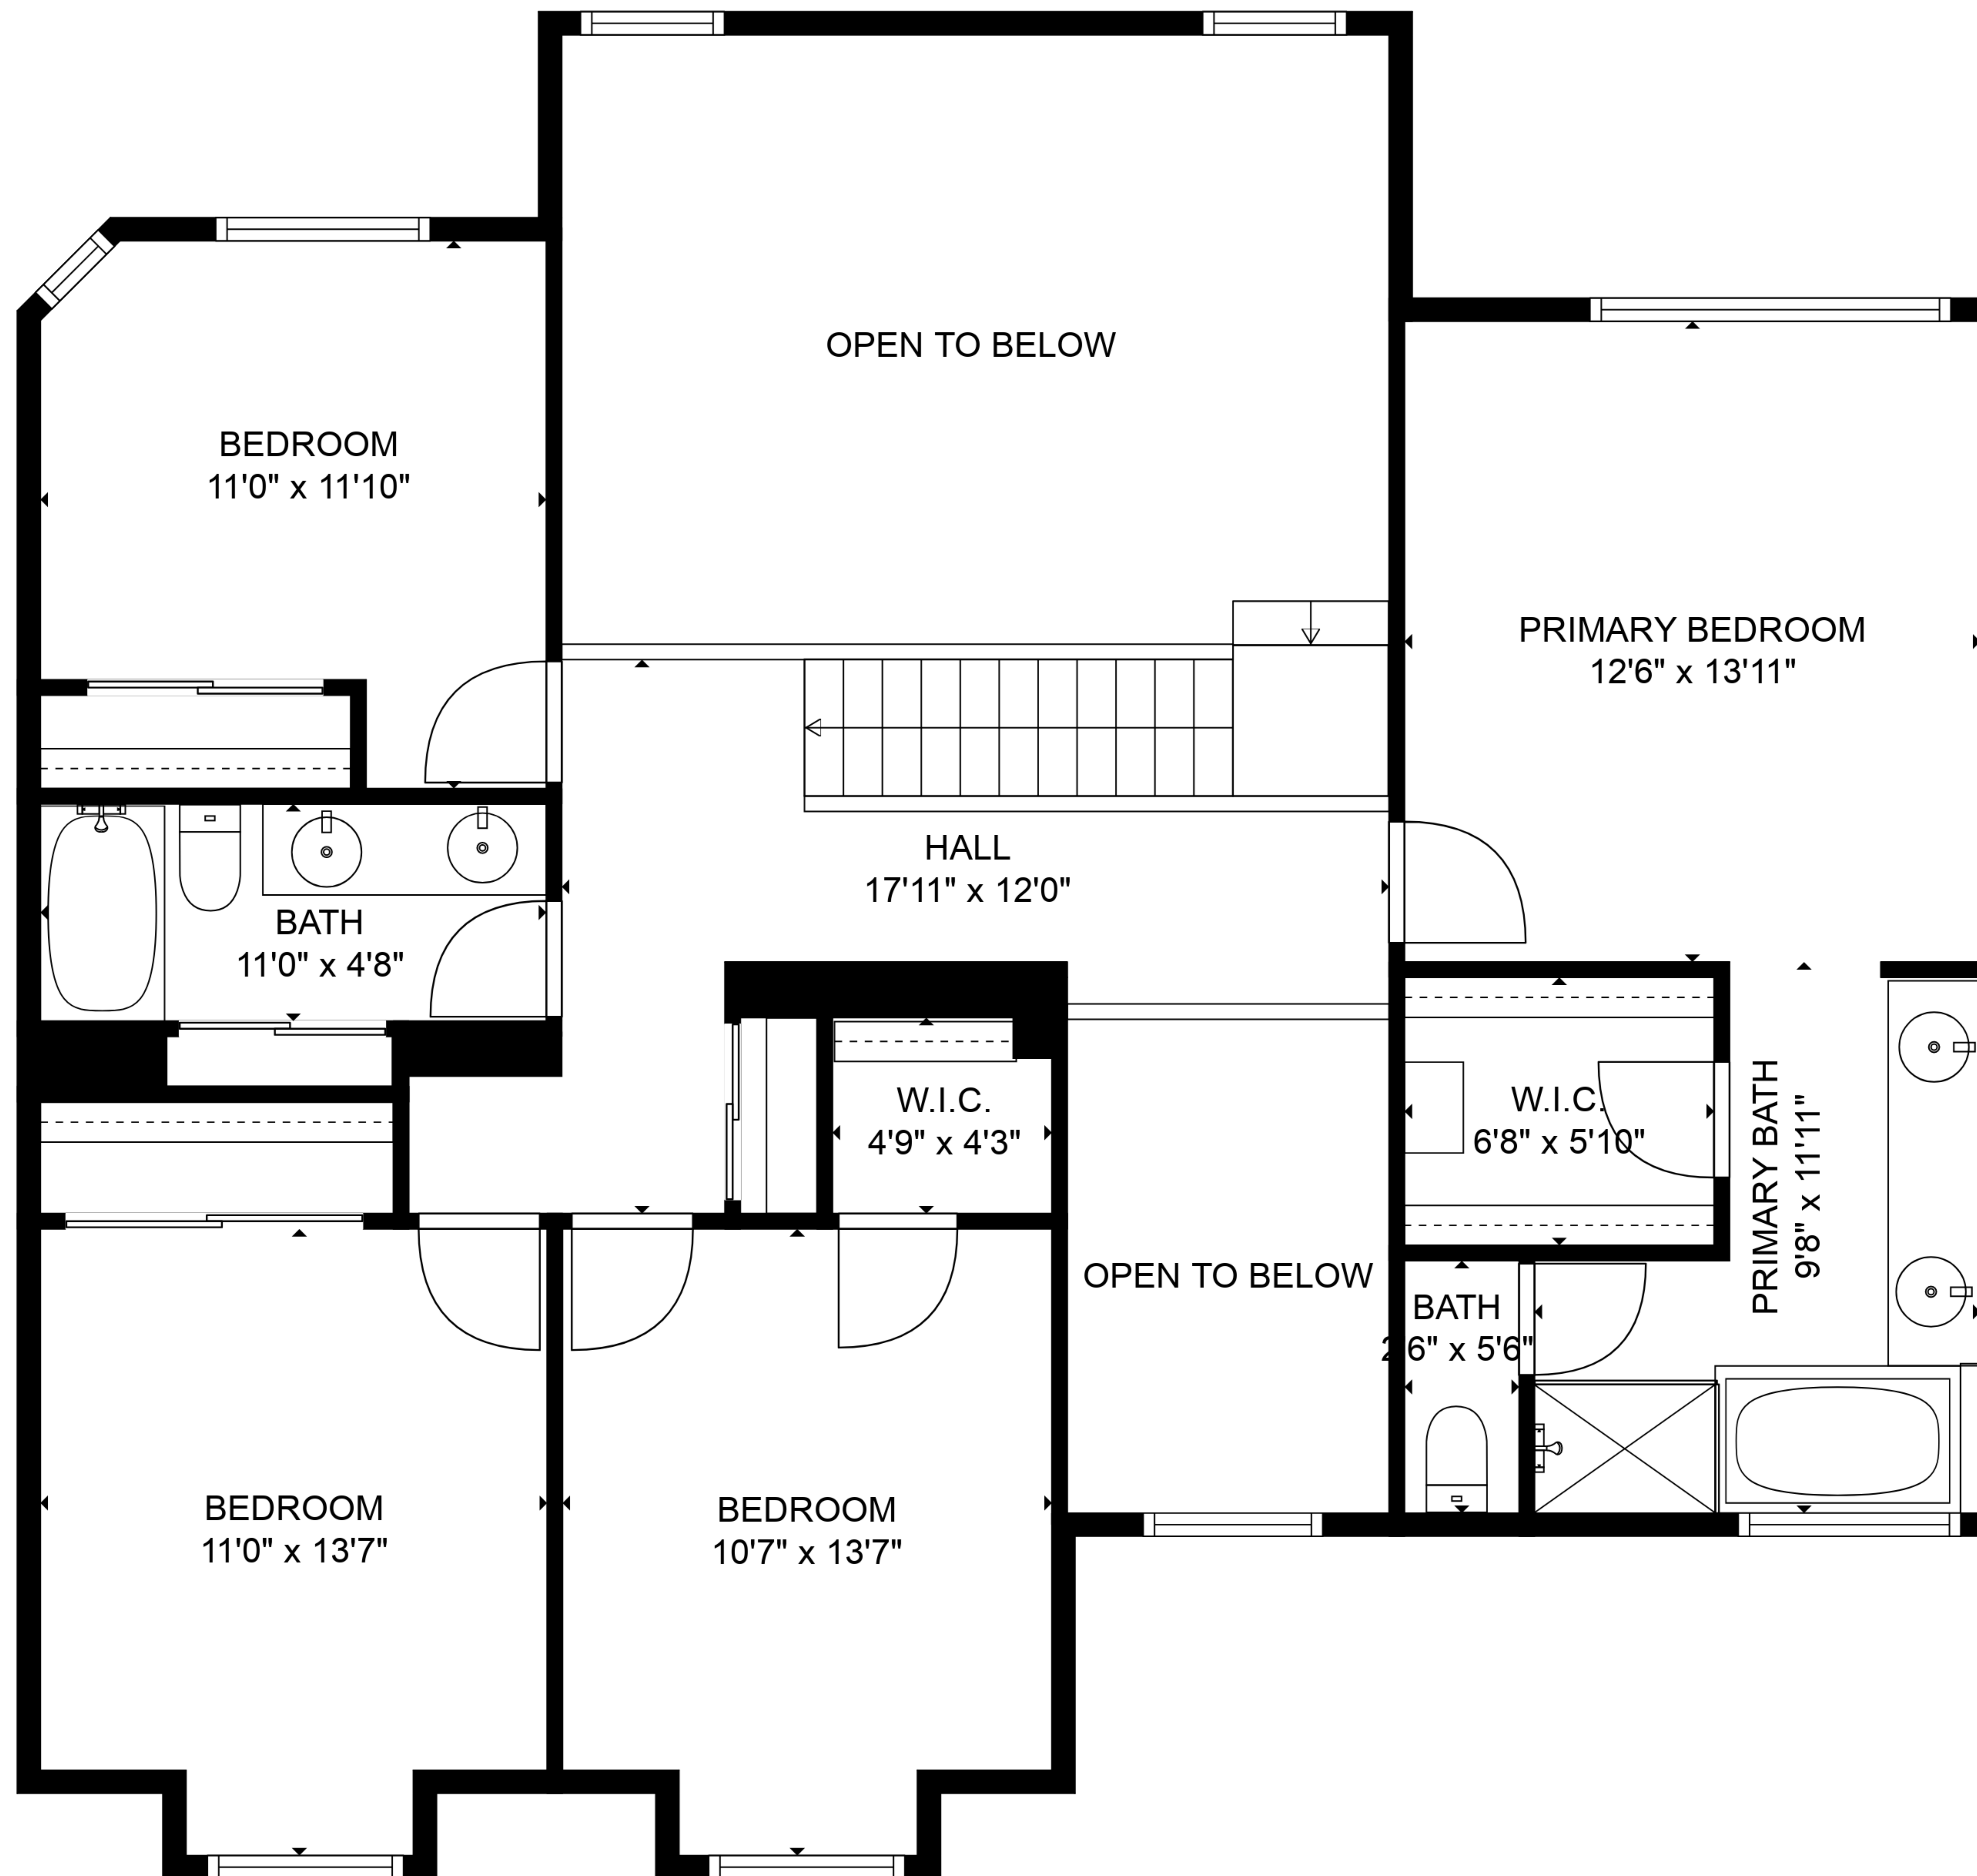 OPEN TO BELOW
BEDROOM
11'0" x 11'10"
PRIMARY BEDROOM
12'6" x 13'11"
HALL
17'11" x 12'0"
BATH
11'0" x 4'8"
W.I.C.
4'9" x 4'3"
W.I.C.
6'8" x 5'10"
PRIMARY BATH
9'8" x 11'11"
OPEN TO BELOW
BATH
2'6" x 5'6"
BEDROOM
11'0" x 13'7"
BEDROOM
10'7" x 13'7"